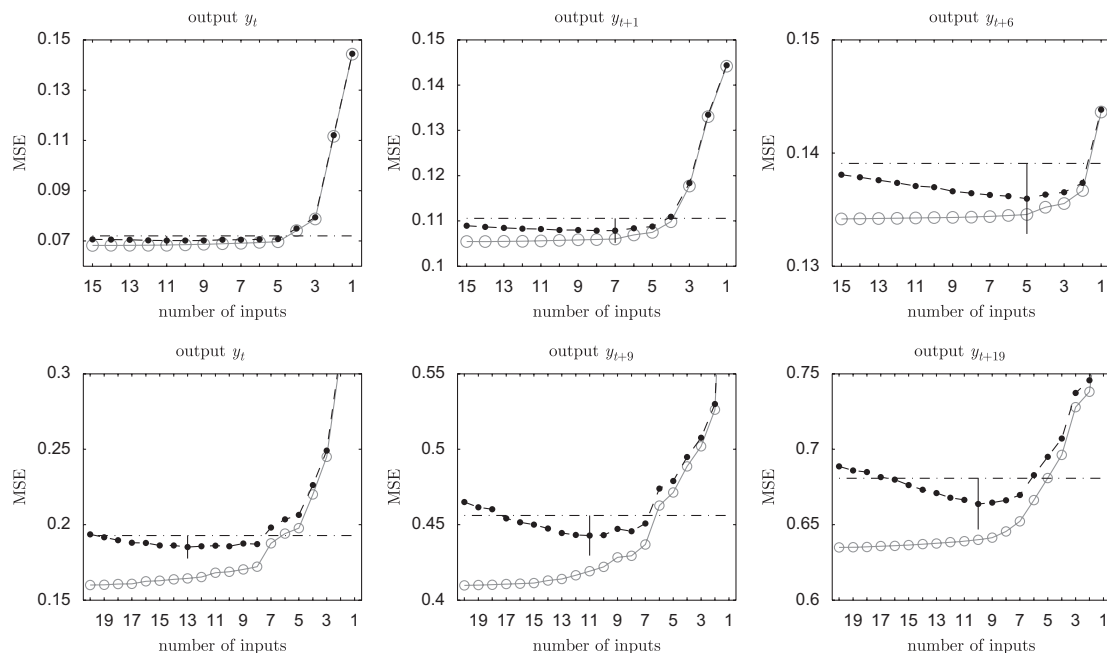 output y_t
output y_{t+1}
output y_{t+6}
MSE
0.15
0.13
0.11
0.09
0.07
15 13 11 9 7 5 3 1
number of inputs
MSE
0.15
0.14
0.13
0.12
0.11
0.1
15 13 11 9 7 5 3 1
number of inputs
MSE
0.15
0.14
0.13
15 13 11 9 7 5 3 1
number of inputs
output y_t
output y_{t+9}
output y_{t+19}
MSE
0.3
0.25
0.2
0.15
19 17 15 13 11 9 7 5 3 1
number of inputs
MSE
0.55
0.5
0.45
0.4
19 17 15 13 11 9 7 5 3 1
number of inputs
MSE
0.75
0.7
0.65
0.6
19 17 15 13 11 9 7 5 3 1
number of inputs